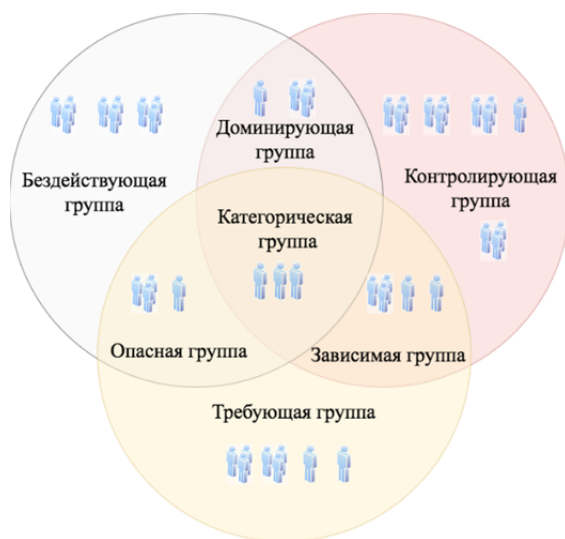 Доминирующая
группа
Бездействующая
группа
Контролирующая
группа
Категорическая
группа
Опасная группа
Зависимая группа
Требующая группа